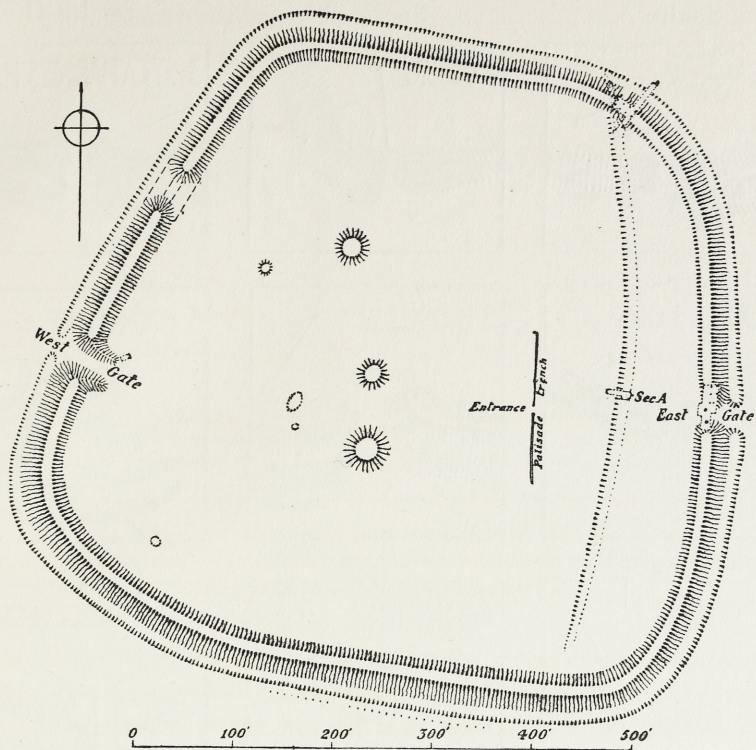 West
Gate
Entrance
Trench
Palisade
Sec A
East Gate
0 100' 200' 300' 400' 500'